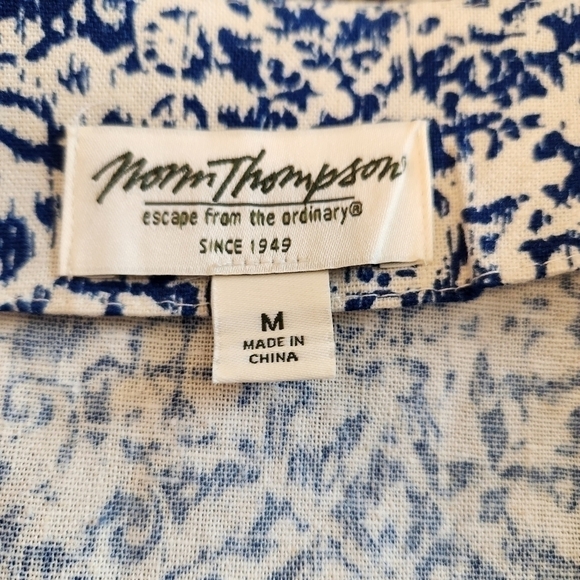 Norm Thompson®
escape from the ordinary®
SINCE 1949
M
MADE IN
CHINA